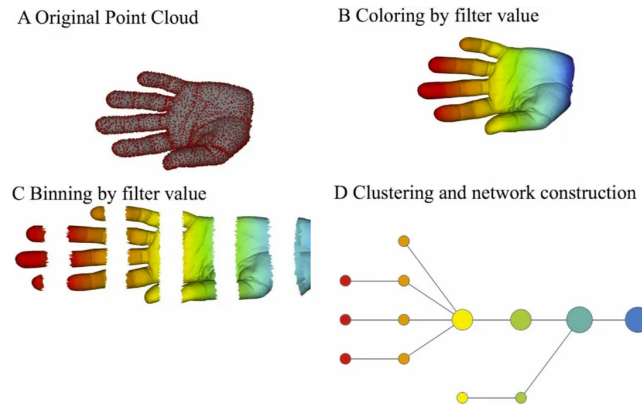 A Original Point Cloud
B Coloring by filter value
C Binning by filter value
D Clustering and network construction